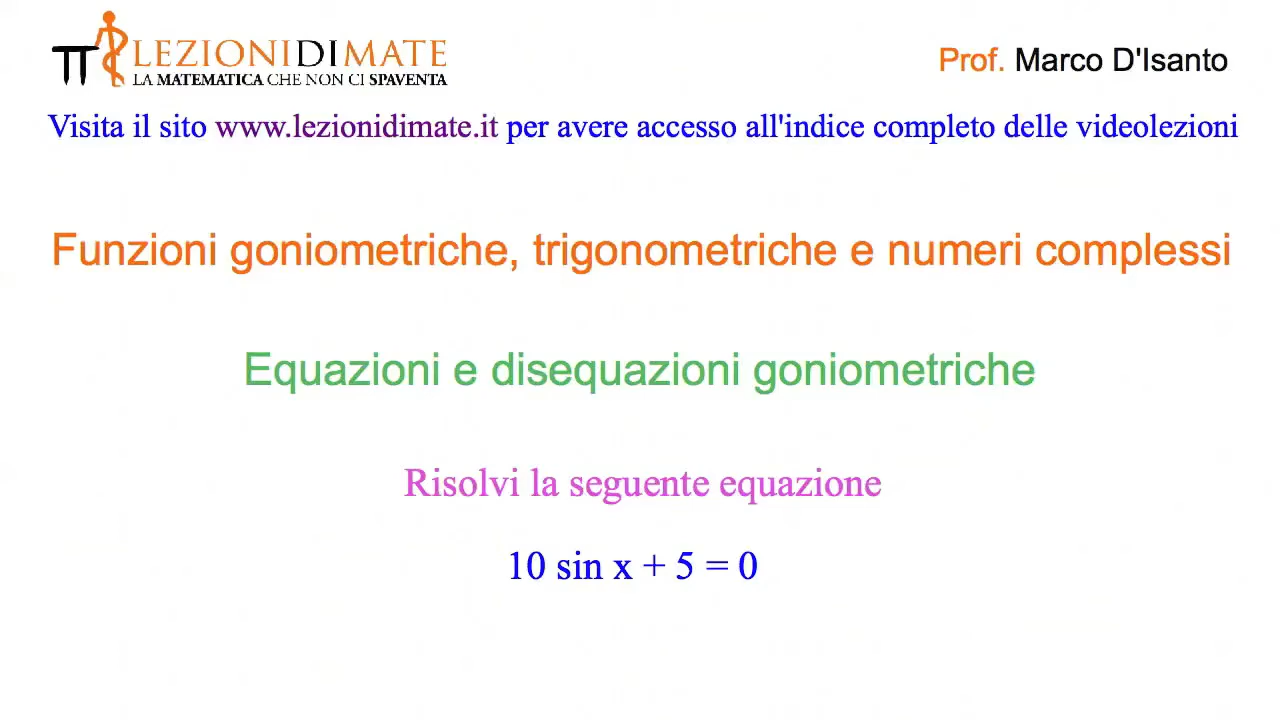 LEZIONIDIMATE
LA MATEMATICA CHE NON CI SPAVENTA
Prof. Marco D'Isanto
Visita il sito www.lezionidimate.it per avere accesso all'indice completo delle videolezioni
Funzioni goniometriche, trigonometriche e numeri complessi
Equazioni e disequazioni goniometriche
Risolvi la seguente equazione
10 sin x + 5 = 0